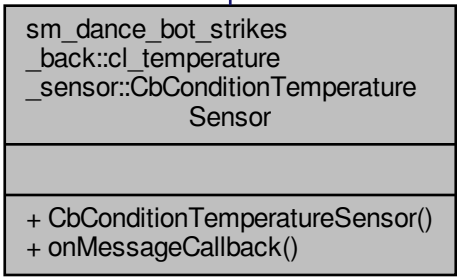 sm_dance_bot_strikes
_back::cl_temperature
_sensor::CbConditionTemperature
Sensor
+ CbConditionTemperatureSensor()
+ onMessageCallback()